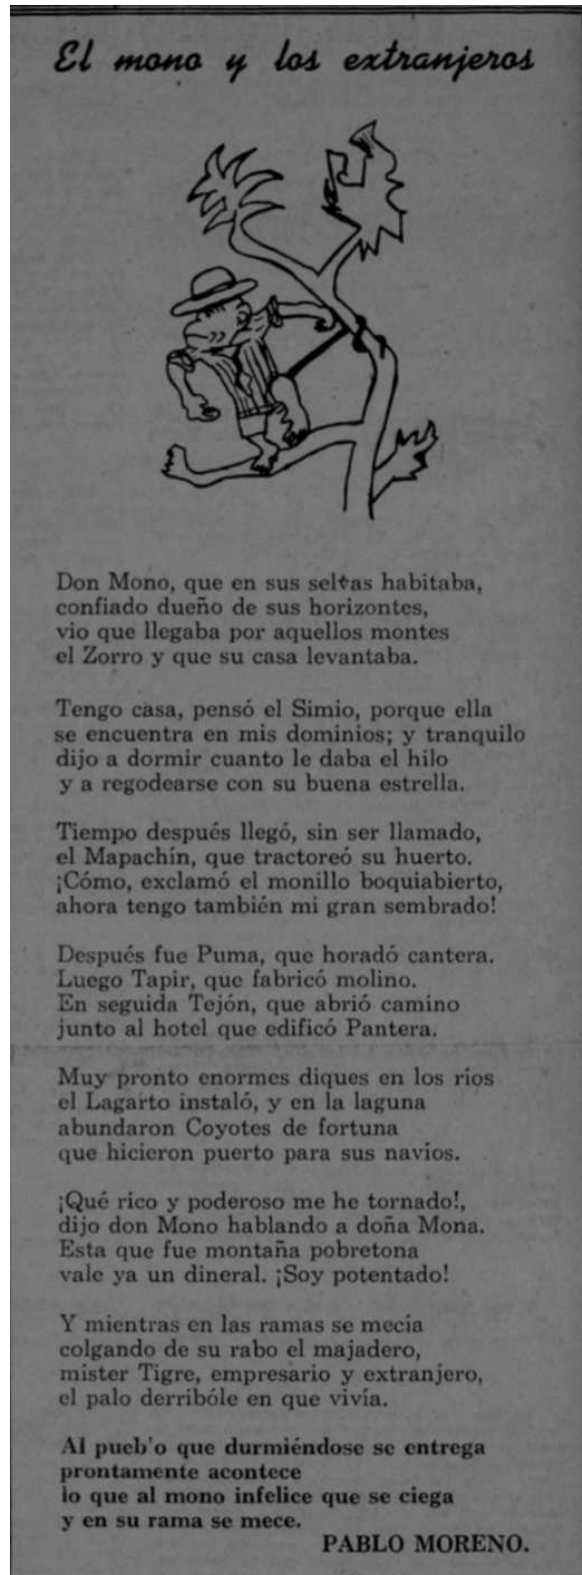 El mono y los extranjeros
Don Mono, que en sus selvas habitaba,
confiado dueño de sus horizontes,
vio que llegaba por aquellos montes
el Zorro y que su casa levantaba.
Tengo casa, pensó el Simio, porque ella
se encuentra en mis dominios; y tranquilo
dijo a dormir cuanto le daba el hilo
y a regodearse con su buena estrella.
Tiempo después llegó, sin ser llamado,
el Mapachín, que tractoreó su huerto.
¡Cómo, exclamó el monillo boquiabierto,
ahora tengo también mi gran sembrado!
Después fue Puma, que horadó cantera.
Luego Tapir, que fabricó molino.
En seguida Tejón, que abrió camino
junto al hotel que edificó Pantera.
Muy pronto enormes diques en los ríos
el Lagarto instaló, y en la laguna
abundaron Coyotes de fortuna
que hicieron puerto para sus navíos.
¡Qué rico y poderoso me he tornado!,
dijo don Mono hablando a doña Mona.
Esta que fue montaña pobretona
vale ya un dineral. ¡Soy potentado!
Y mientras en las ramas se mecía
colgando de su rabo el majadero,
mister Tigre, empresario y extranjero,
el palo derribóle en que vivía.
Al pueb'o que durmiéndose se entrega
prontamente acontece
lo que al mono infelice que se ciega
y en su rama se mece.
PABLO MORENO.